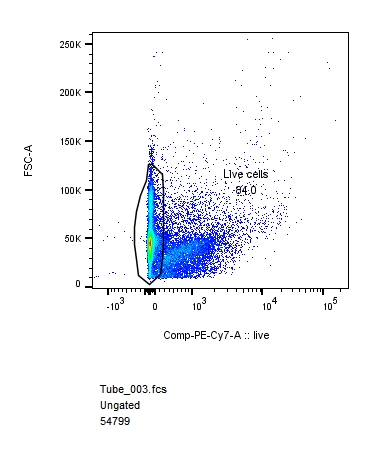 250K
200K
FSC-A
150K
Live cells
100K
84.0
50K
0
-10³ 0 10³ 10⁴ 10⁵
Comp-PE-Cy7-A :: live
Tube_003.fcs
Ungated
54799